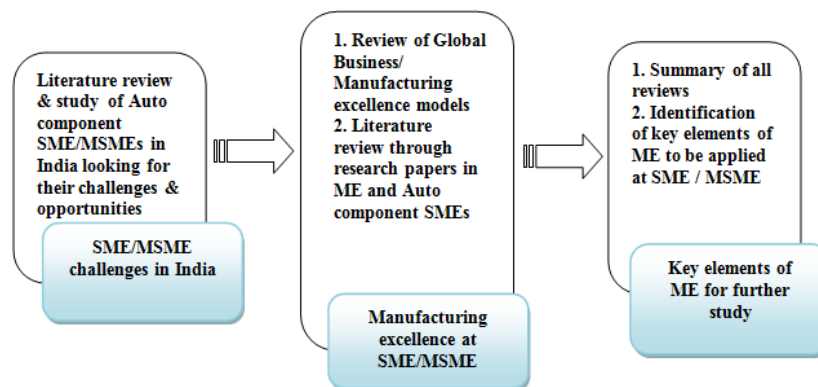 Literature review
& study of Auto
component
SME/MSMEs in
India looking for
their challenges &
opportunities
SME/MSME
challenges in India
1. Review of Global
Business/
Manufacturing
excellence models
2. Literature
review through
research papers in
ME and Auto
component SMEs
Manufacturing
excellence at
SME/MSME
1. Summary of all
reviews
2. Identification
of key elements of
ME to be applied
at SME / MSME
Key elements of
ME for further
study